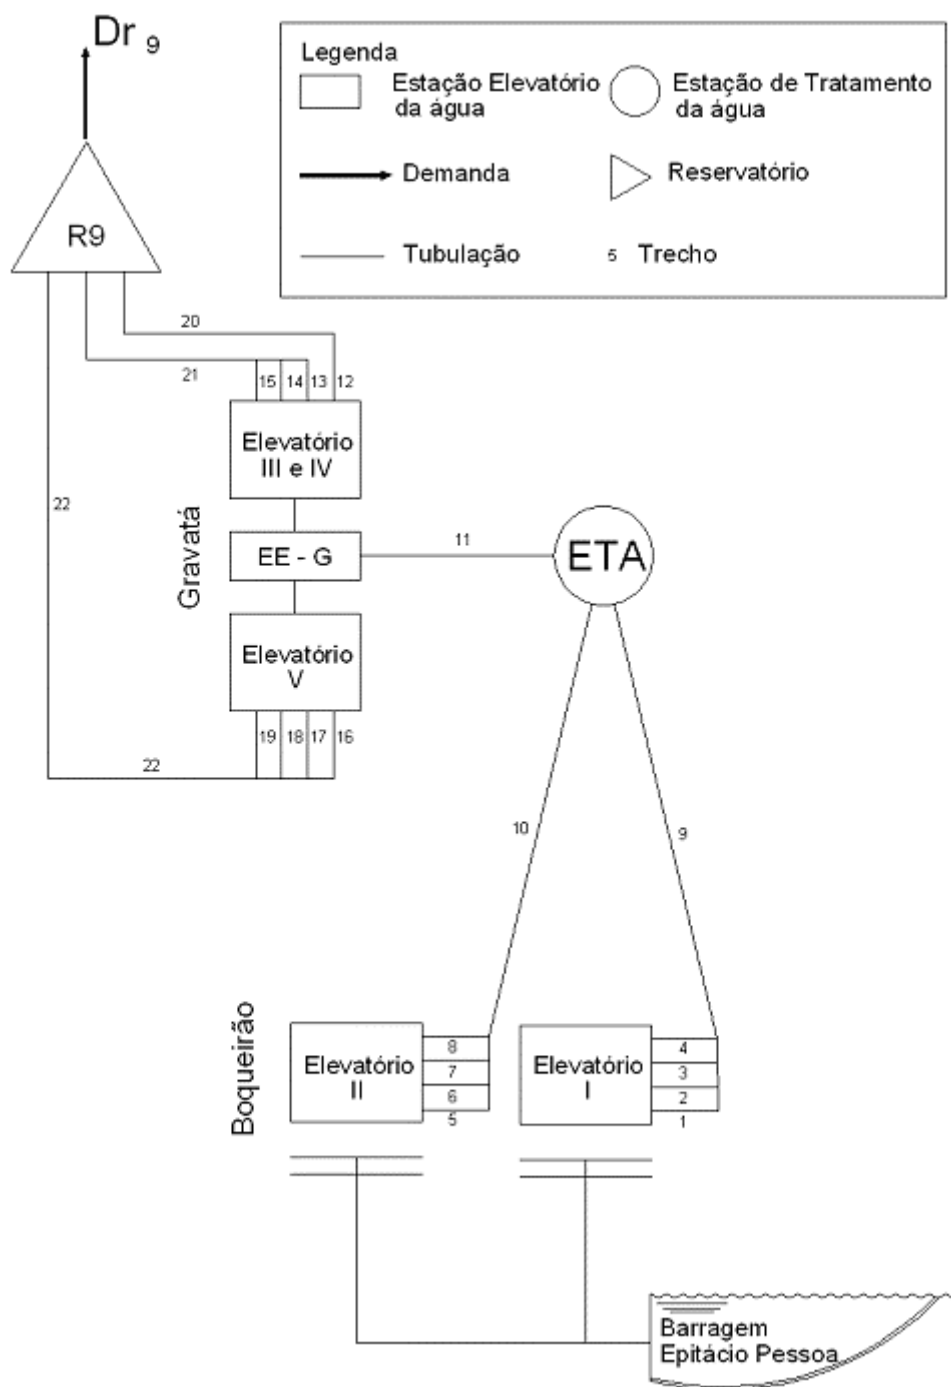 Dr 9
Legenda
Estação Elevatório
da água
Estação de Tratamento
da água
Demanda
Reservatório
Tubulação
5 Trecho
R9
20
21
15 14 13 12
Elevatório
III e IV
22
Gravatá
EE - G
11
ETA
Elevatório
V
19 18 17 16
22
10
9
Boqueirão
Elevatório
II
8
7
6
5
Elevatório
I
4
3
2
1
Barragem
Epitácio Pessoa